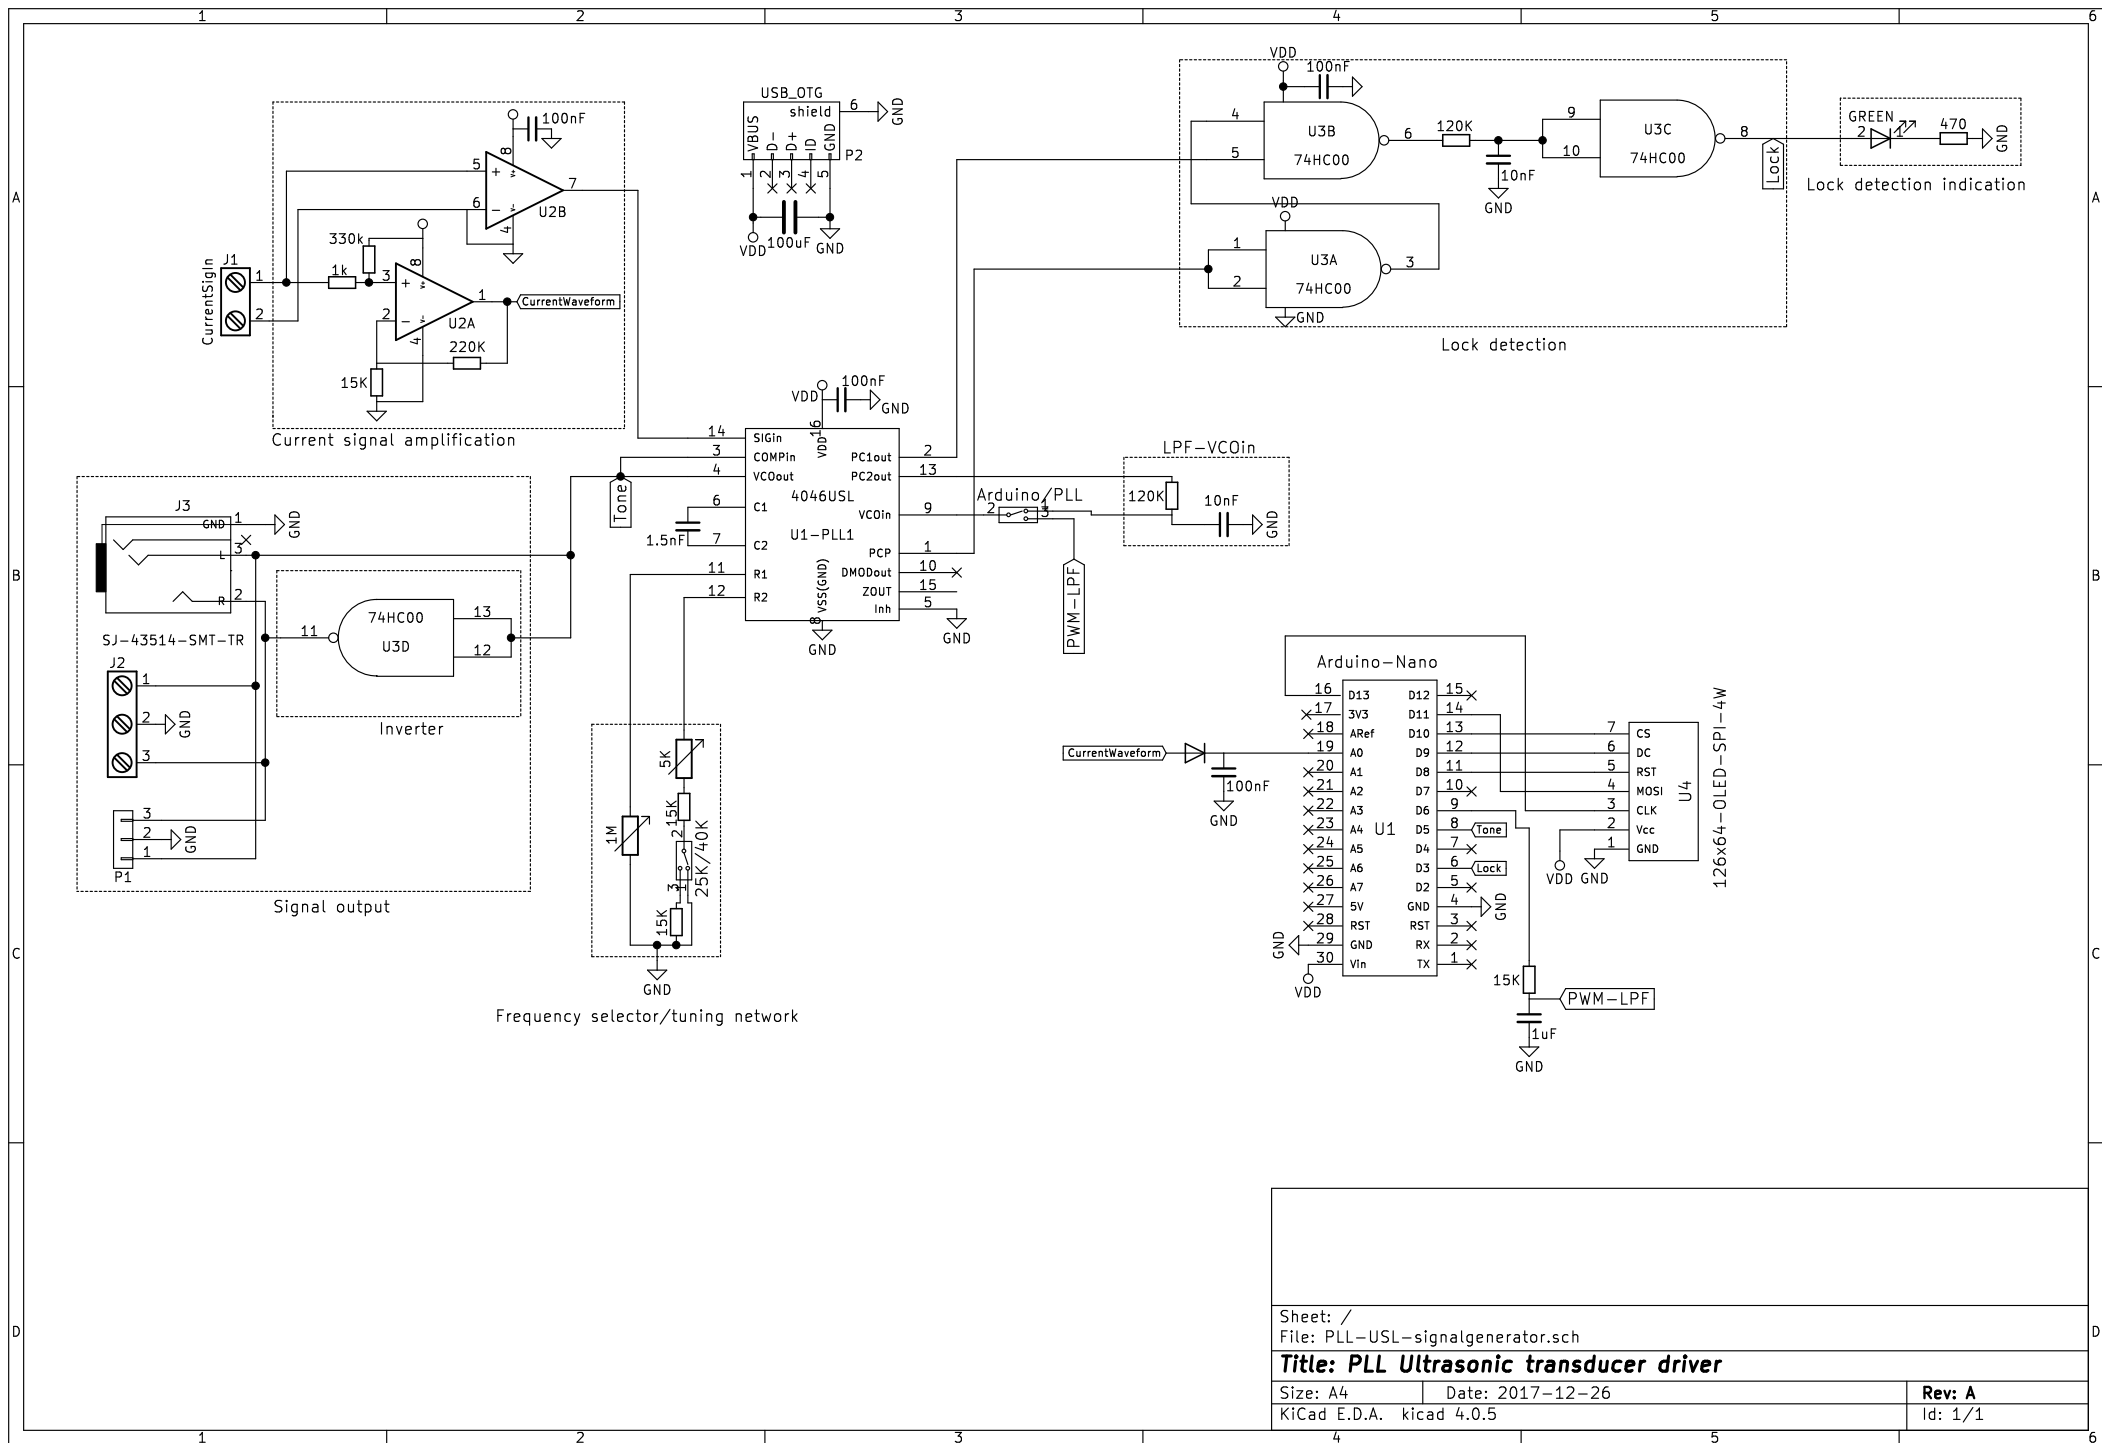 1 2 3 4 5 6
A
B
C
D
A
B
C
D
1 2 3 4 5 6
100nF
8
V+
5
+
6
−
7
U2B
V−
4
330k
J1
CurrentSigIn
1
2
1k
3
+
8
V+
2
−
1
CurrentWaveform
U2A
V−
4
220K
15K
Current signal amplification
USB_OTG
shield
6
GND
VBUS
D−
D+
ID
GND
P2
1
2
3
4
5
VDD
100uF
GND
VDD
100nF
4
U3B
5
74HC00
6
120K
10nF
GND
9
U3C
10
74HC00
8
Lock
VDD
1
U3A
2
74HC00
3
GND
Lock detection
GREEN
2
1
470
GND
Lock detection indication
VDD
100nF
GND
16
VDD
14
SIGin
3
COMPin
4
VCOout
6
C1
7
C2
11
R1
12
R2
1.5nF
4046USL
U1−PLL1
VSS(GND)
8
GND
PC1out
2
PC2out
13
VCOin
9
PCP
1
DMODout
10
ZOUT
15
Inh
5
GND
Tone
Arduino/PLL
2
1
3
PWM−LPF
LPF−VCOin
120K
10nF
GND
J3
GND
1
GND
L
3
R
2
SJ−43514−SMT−TR
J2
1
2
GND
3
3
2
GND
1
P1
11
74HC00
U3D
13
12
Inverter
Signal output
5K
15K
1M
2
3
1
25K/40K
15K
GND
Frequency selector/tuning network
Arduino−Nano
16 D13 D12 15
17 3V3 D11 14
18 ARef D10 13
19 A0 D9 12
20 A1 D8 11
21 A2 D7 10
22 A3 D6 9
23 A4 D5 8
24 A5 D4 7
25 A6 D3 6
26 A7 D2 5
27 5V GND 4
28 RST RST 3
29 GND RX 2
30 Vin TX 1
U1
CurrentWaveform
100nF
GND
GND
VDD
Tone
Lock
GND
7 CS
6 DC
5 RST
4 MOSI
3 CLK
2 Vcc
1 GND
U4
126x64−OLED−SPI−4W
VDD
GND
15K
PWM−LPF
1uF
GND
Sheet: /
File: PLL−USL−signalgenerator.sch
Title: PLL Ultrasonic transducer driver
Size: A4 Date: 2017−12−26 Rev: A
KiCad E.D.A. kicad 4.0.5 Id: 1/1